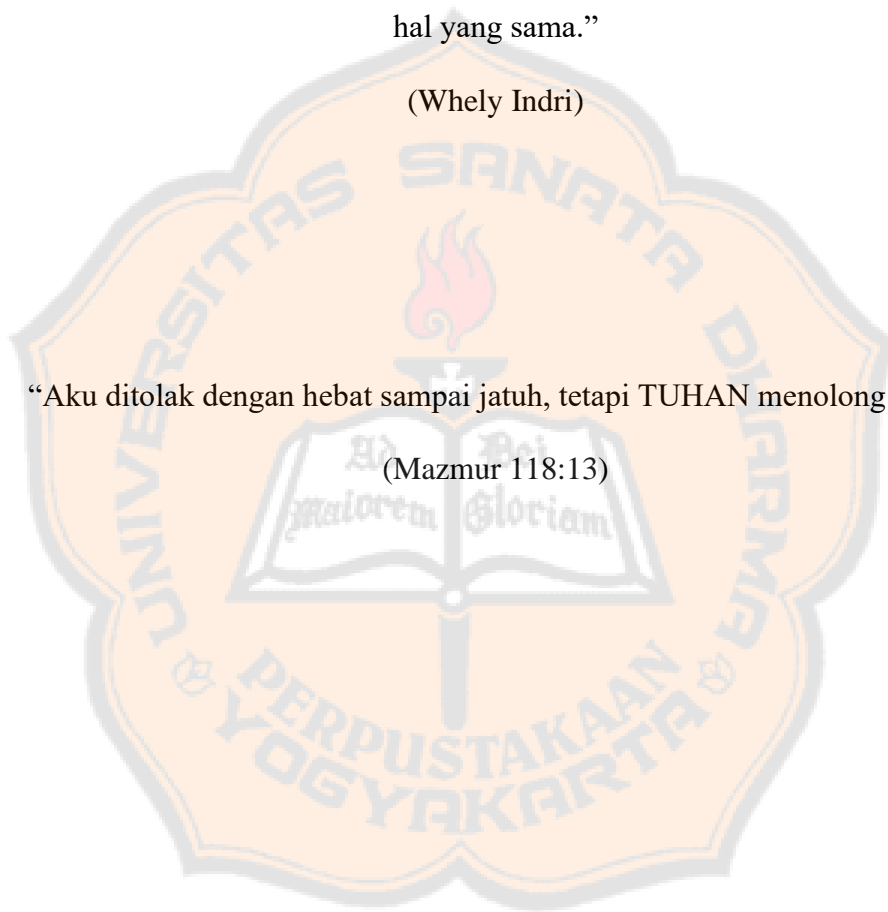 hal yang sama.”
(Whely Indri)
UNIVERSITAS SANATA DHARMA
“Aku ditolak dengan hebat sampai jatuh, tetapi TUHAN menolong
(Mazmur 118:13)
Ad Maiorem
Dei Gloriam
PERPUSTAKAAN
YOGYAKARTA